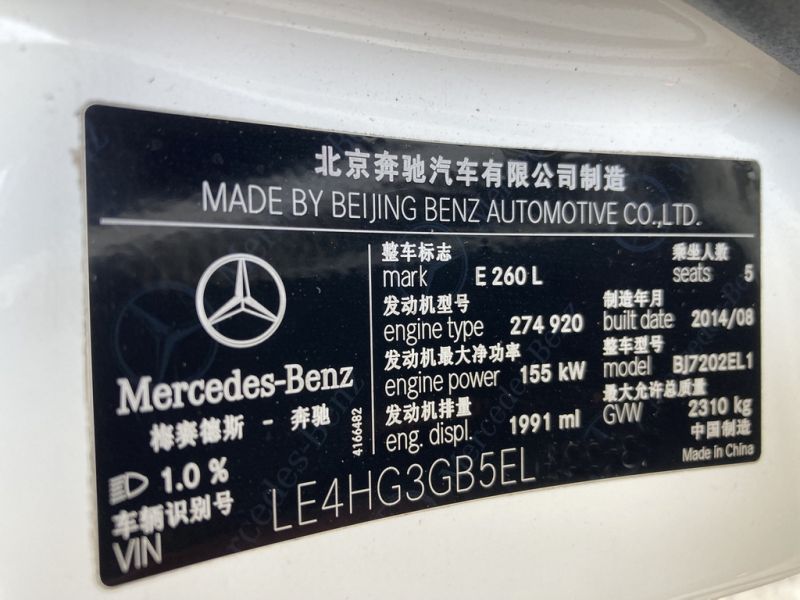 北京奔驰汽车有限公司制造
MADE BY BEIJING BENZ AUTOMOTIVE CO.,LTD.
整车标志
mark E 260 L
乘坐人数
seats 5
发动机型号
engine type 274 920
制造年月
built date 2014/08
发动机最大净功率
engine power 155 kW
整车型号
model BJ7202EL1
发动机排量
eng. displ. 1991 ml
最大允许总质量
GVW 2310 kg
中国制造
Made in China
Mercedes-Benz
梅赛德斯 - 奔驰
4166482
1.0 %
车辆识别号
VIN LE4HG3GB5EL